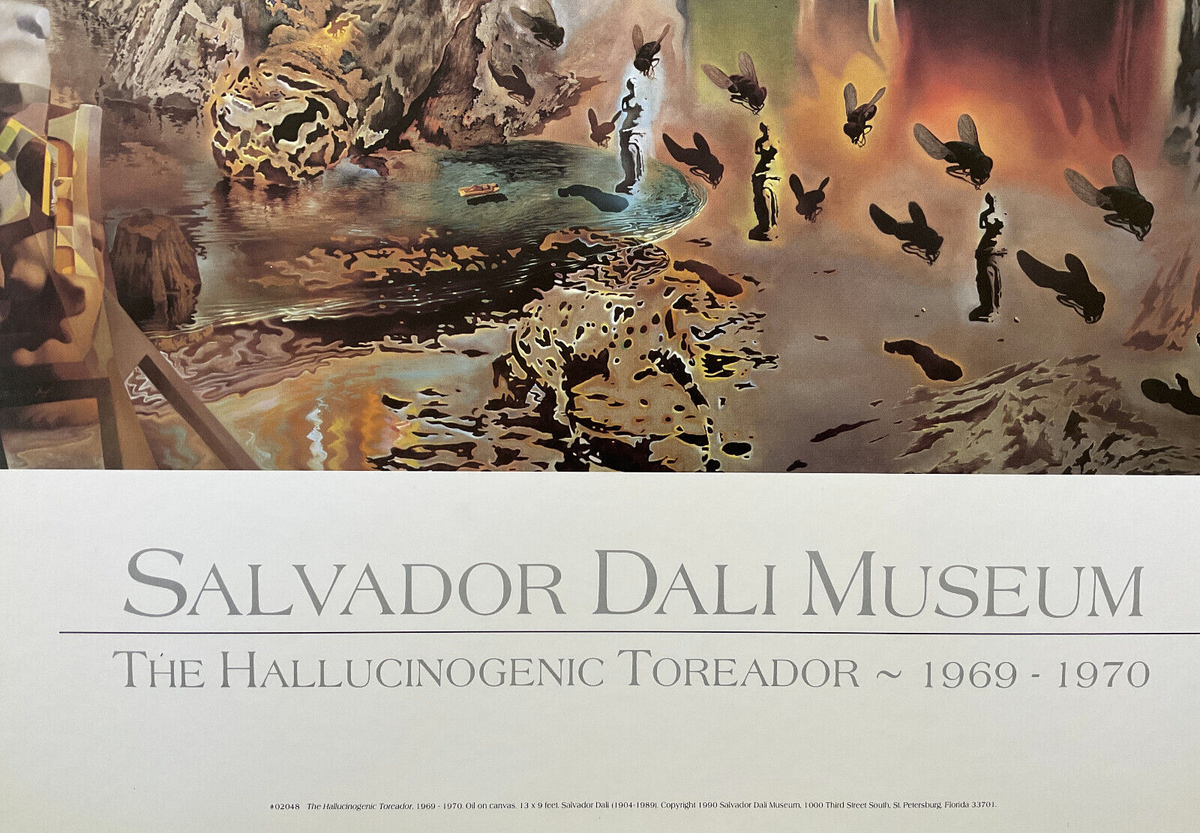 SALVADOR DALI MUSEUM
THE HALLUCINOGENIC TOREADOR ~ 1969 - 1970
#02048 The Hallucinogenic Toreador, 1969 - 1970. Oil on canvas. 13 x 9 feet. Salvador Dali (1904-1989). Copyright 1990 Salvador Dali Museum, 1000 Third Street South, St. Petersburg, Florida 33701.